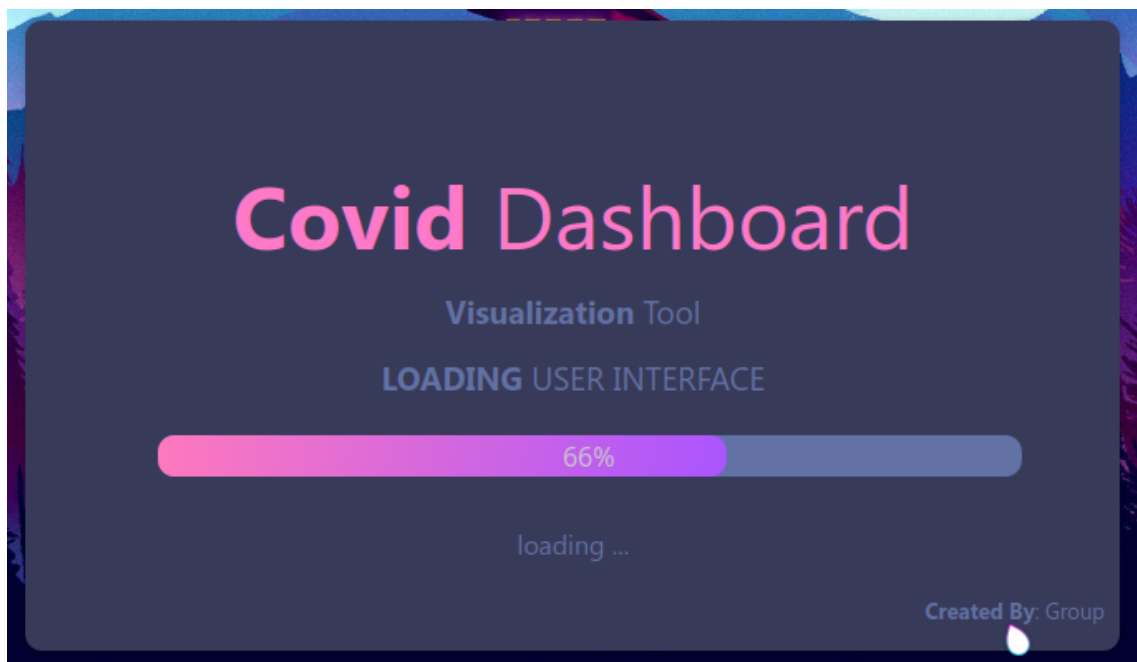 Covid Dashboard
Visualization Tool
LOADING USER INTERFACE
66%
loading ...
Created By: Group